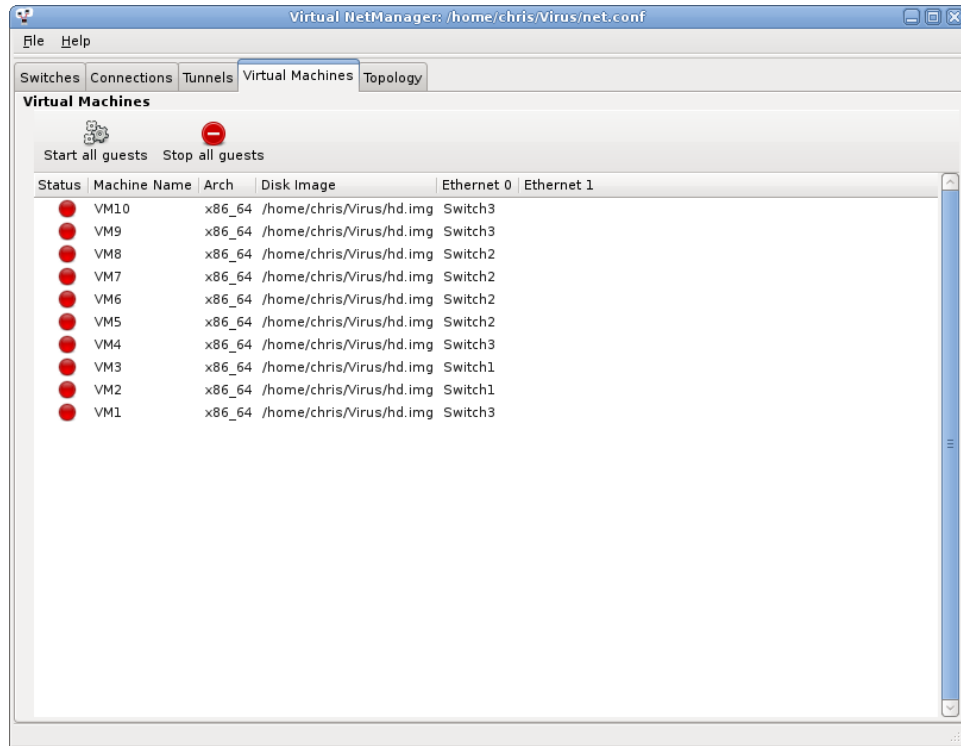 Virtual NetManager: /home/chris/Virus/net.conf
File Help
Switches Connections Tunnels Virtual Machines Topology
Virtual Machines
Start all guests Stop all guests
Status Machine Name Arch Disk Image Ethernet 0 Ethernet 1
VM10 x86_64 /home/chris/Virus/hd.img Switch3
VM9 x86_64 /home/chris/Virus/hd.img Switch3
VM8 x86_64 /home/chris/Virus/hd.img Switch2
VM7 x86_64 /home/chris/Virus/hd.img Switch2
VM6 x86_64 /home/chris/Virus/hd.img Switch2
VM5 x86_64 /home/chris/Virus/hd.img Switch2
VM4 x86_64 /home/chris/Virus/hd.img Switch3
VM3 x86_64 /home/chris/Virus/hd.img Switch1
VM2 x86_64 /home/chris/Virus/hd.img Switch1
VM1 x86_64 /home/chris/Virus/hd.img Switch3